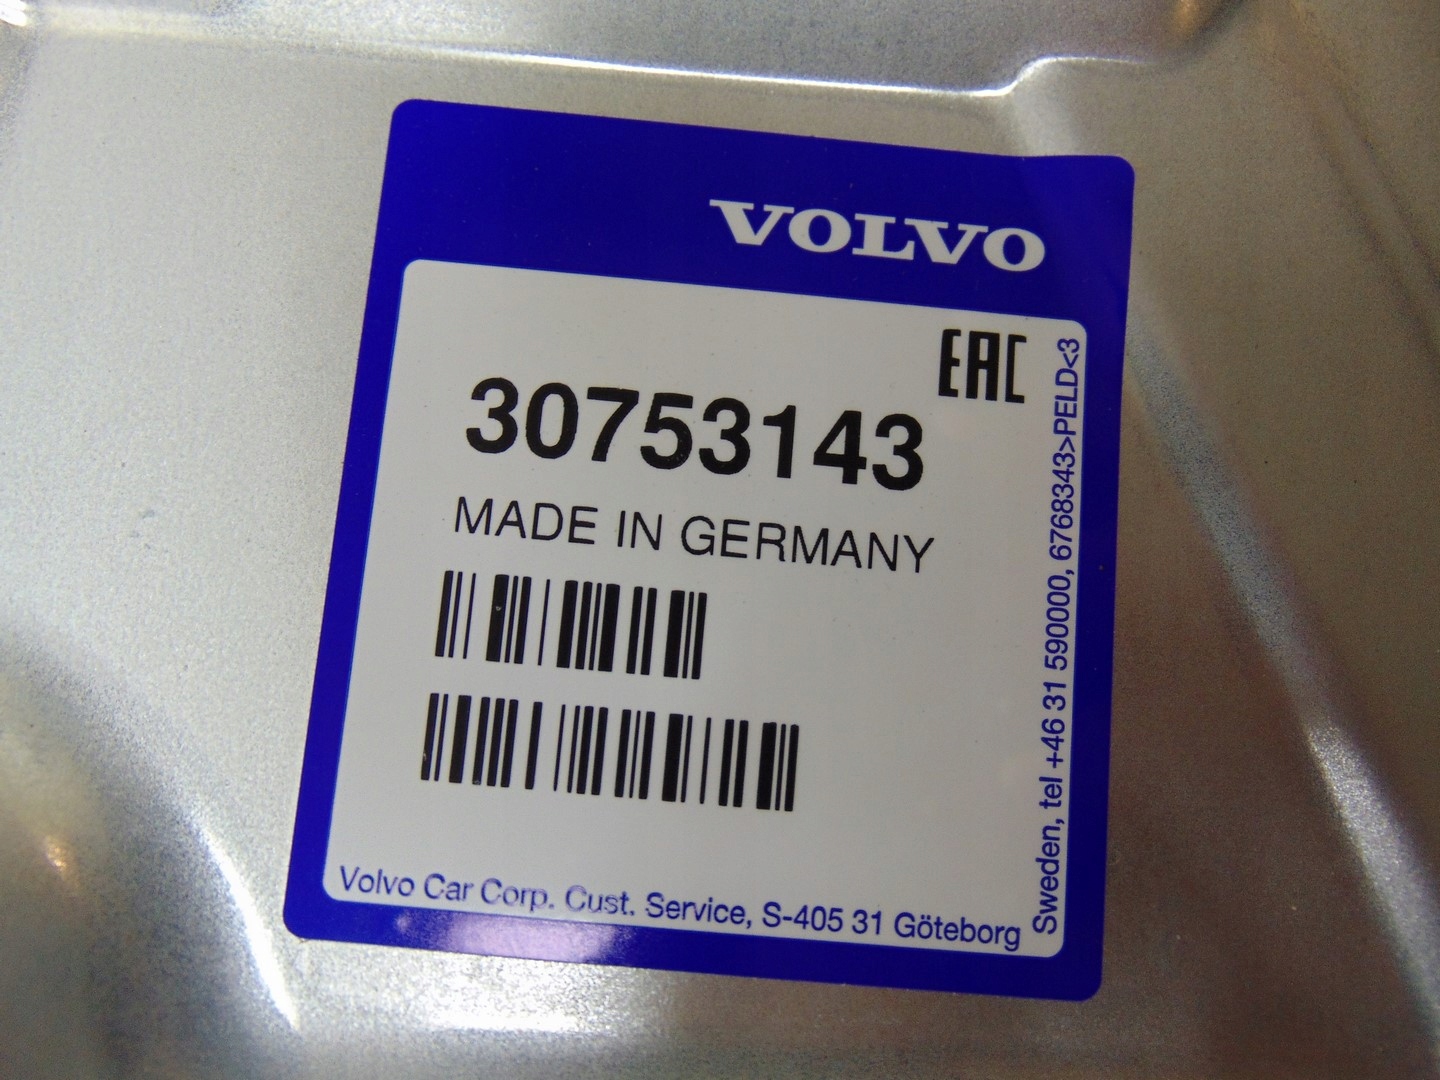 VOLVO
EAC
30753143
MADE IN GERMANY
Volvo Car Corp. Cust. Service, S-405 31 Göteborg
Sweden, tel +46 31 590000, 6768343>PELD<3